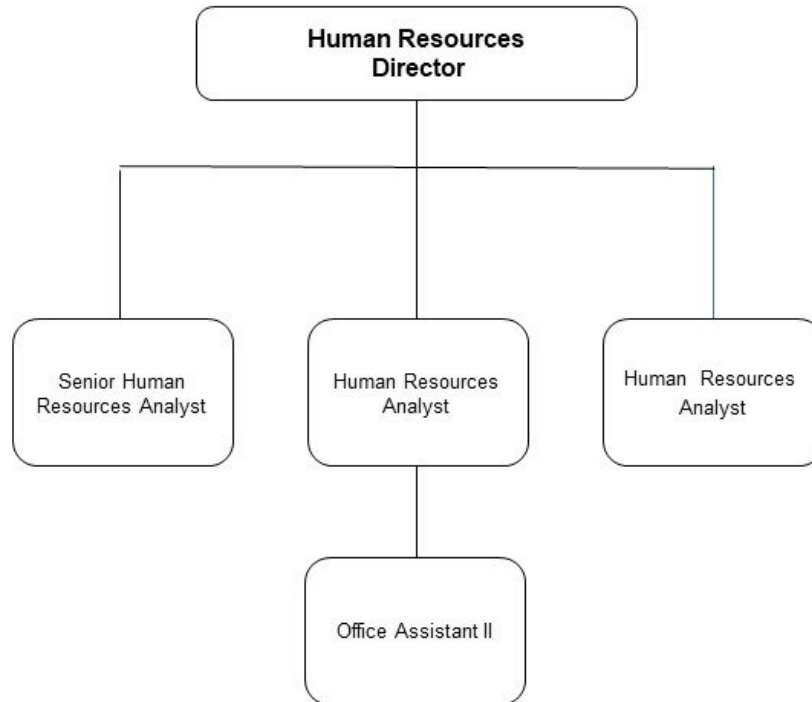 Human Resources
Director
Senior Human
Resources Analyst
Human Resources
Analyst
Human Resources
Analyst
Office Assistant II